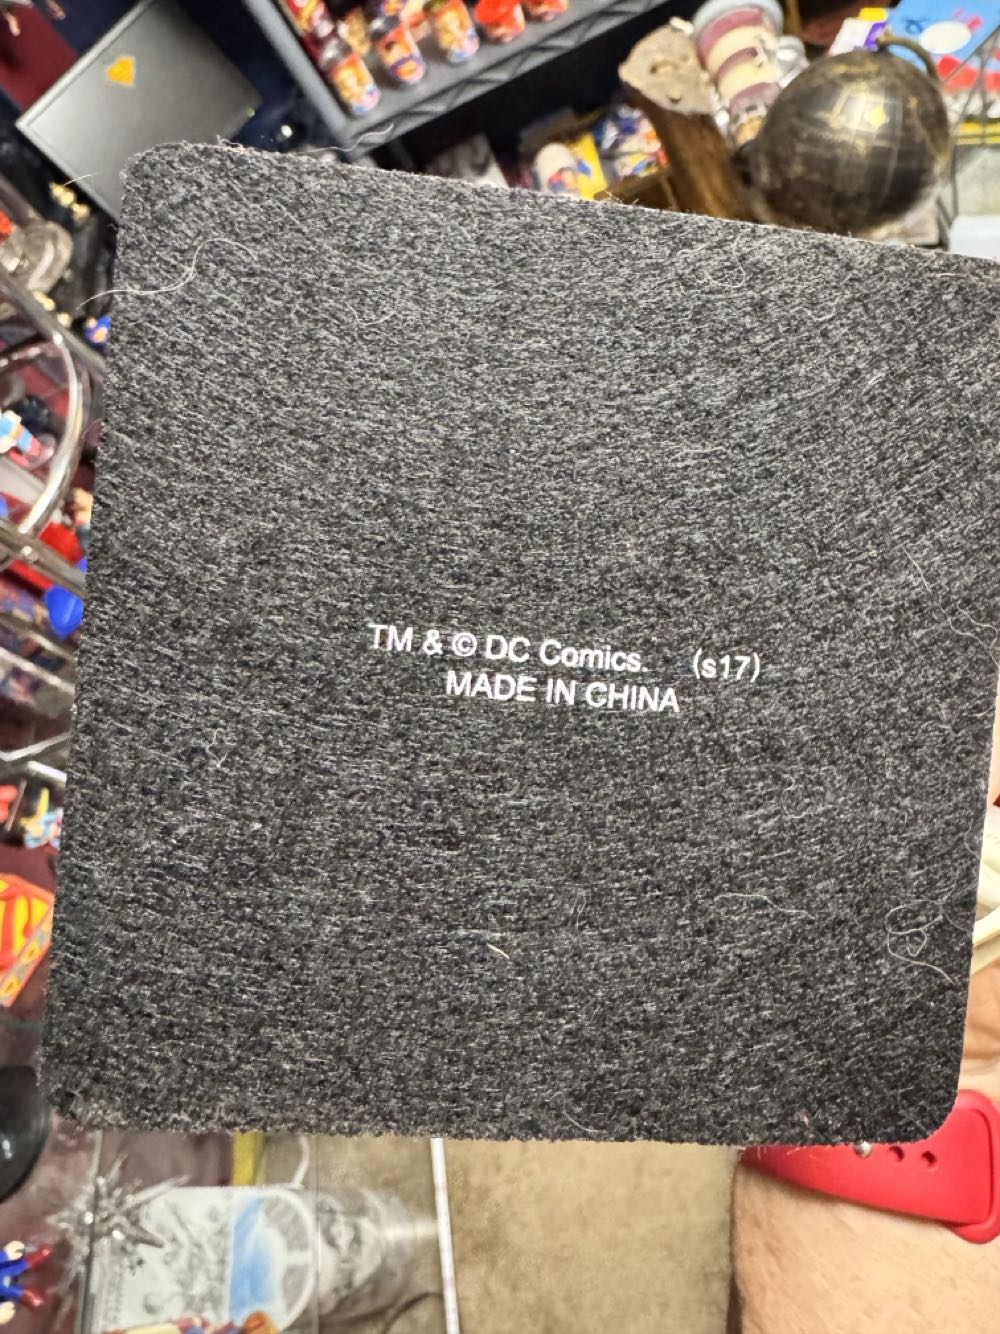 TM & © DC Comics. (s17)
MADE IN CHINA